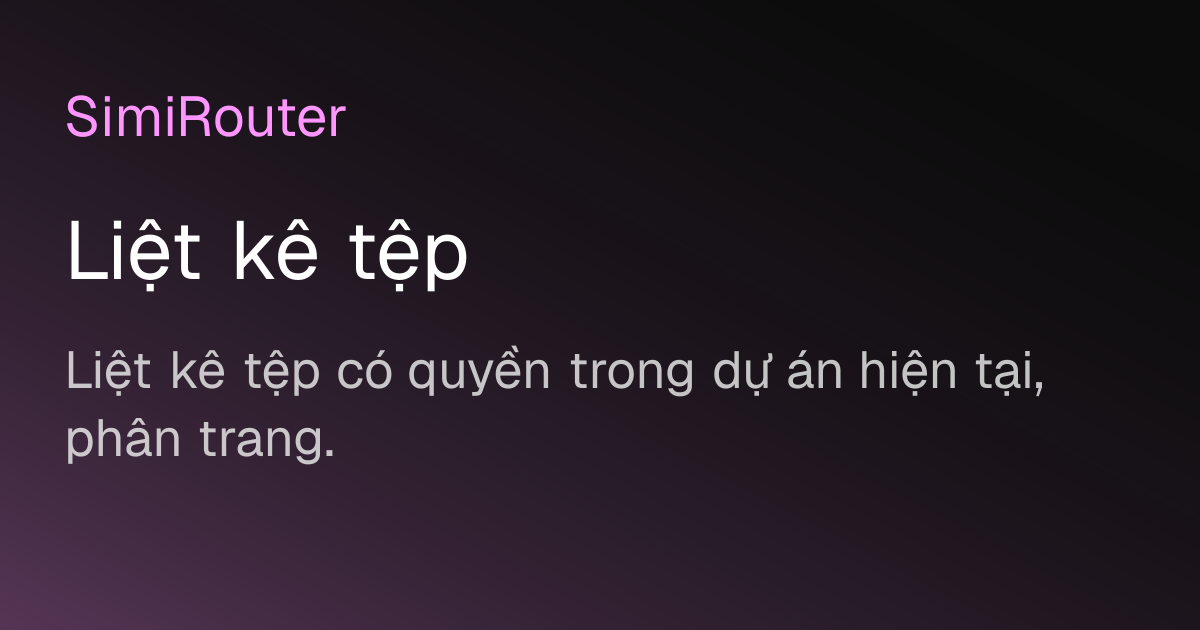 SimiRouter
Liệt kê tệp
Liệt kê tệp có quyền trong dự án hiện tại,
phân trang.